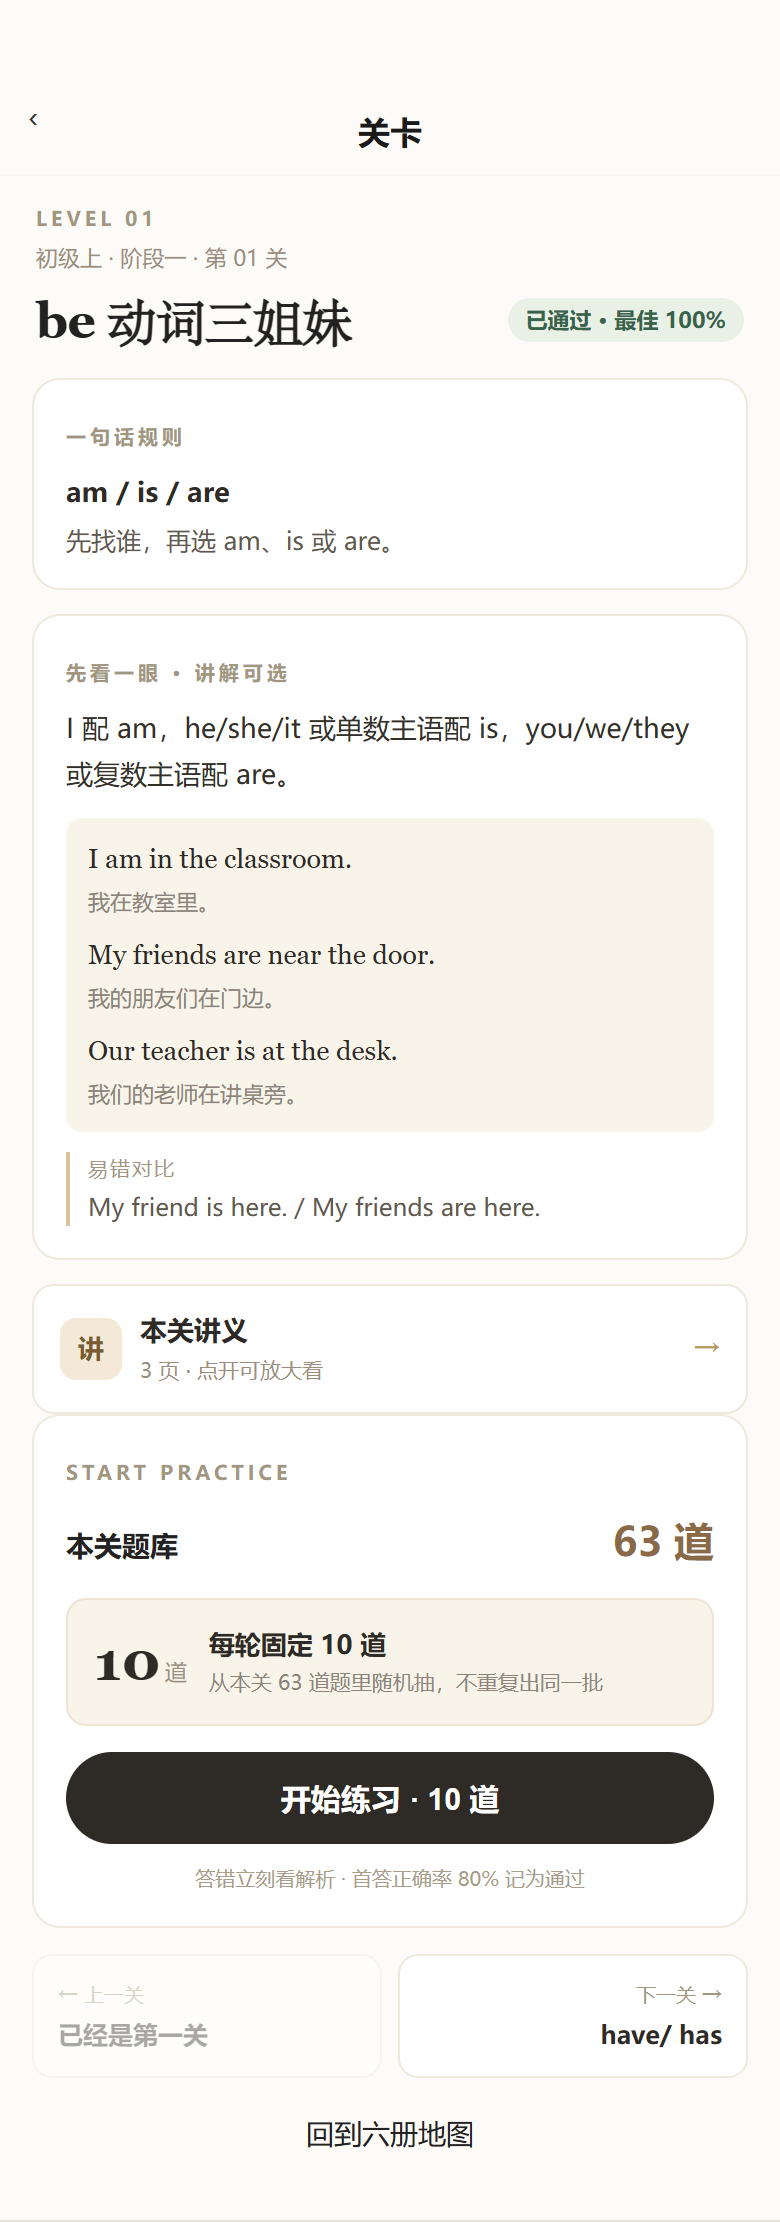 ‹
关卡
LEVEL 01
初级上 · 阶段一 · 第 01 关
be 动词三姐妹
已通过 • 最佳 100%
一句话规则
am / is / are
先找谁，再选 am、is 或 are。
先看一眼 • 讲解可选
I 配 am，he/she/it 或单数主语配 is，you/we/they
或复数主语配 are。
I am in the classroom.
我在教室里。
My friends are near the door.
我的朋友们在门边。
Our teacher is at the desk.
我们的老师在讲桌旁。
易错对比
My friend is here. / My friends are here.
讲
本关讲义
3 页 · 点开可放大看
→
START PRACTICE
本关题库
63 道
10 道
每轮固定 10 道
从本关 63 道题里随机抽，不重复出同一批
开始练习 · 10 道
答错立刻看解析 · 首答正确率 80% 记为通过
← 上一关
已经是第一关
下一关 →
have/ has
回到六册地图